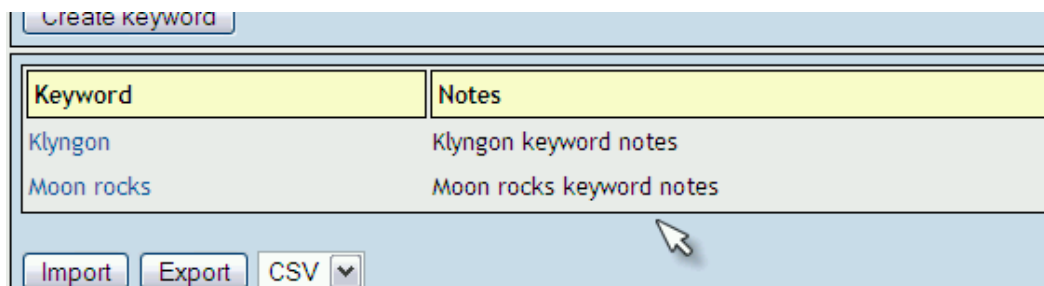 Create keyword
Keyword Notes
Klyngon Klyngon keyword notes
Moon rocks Moon rocks keyword notes
Import Export CSV